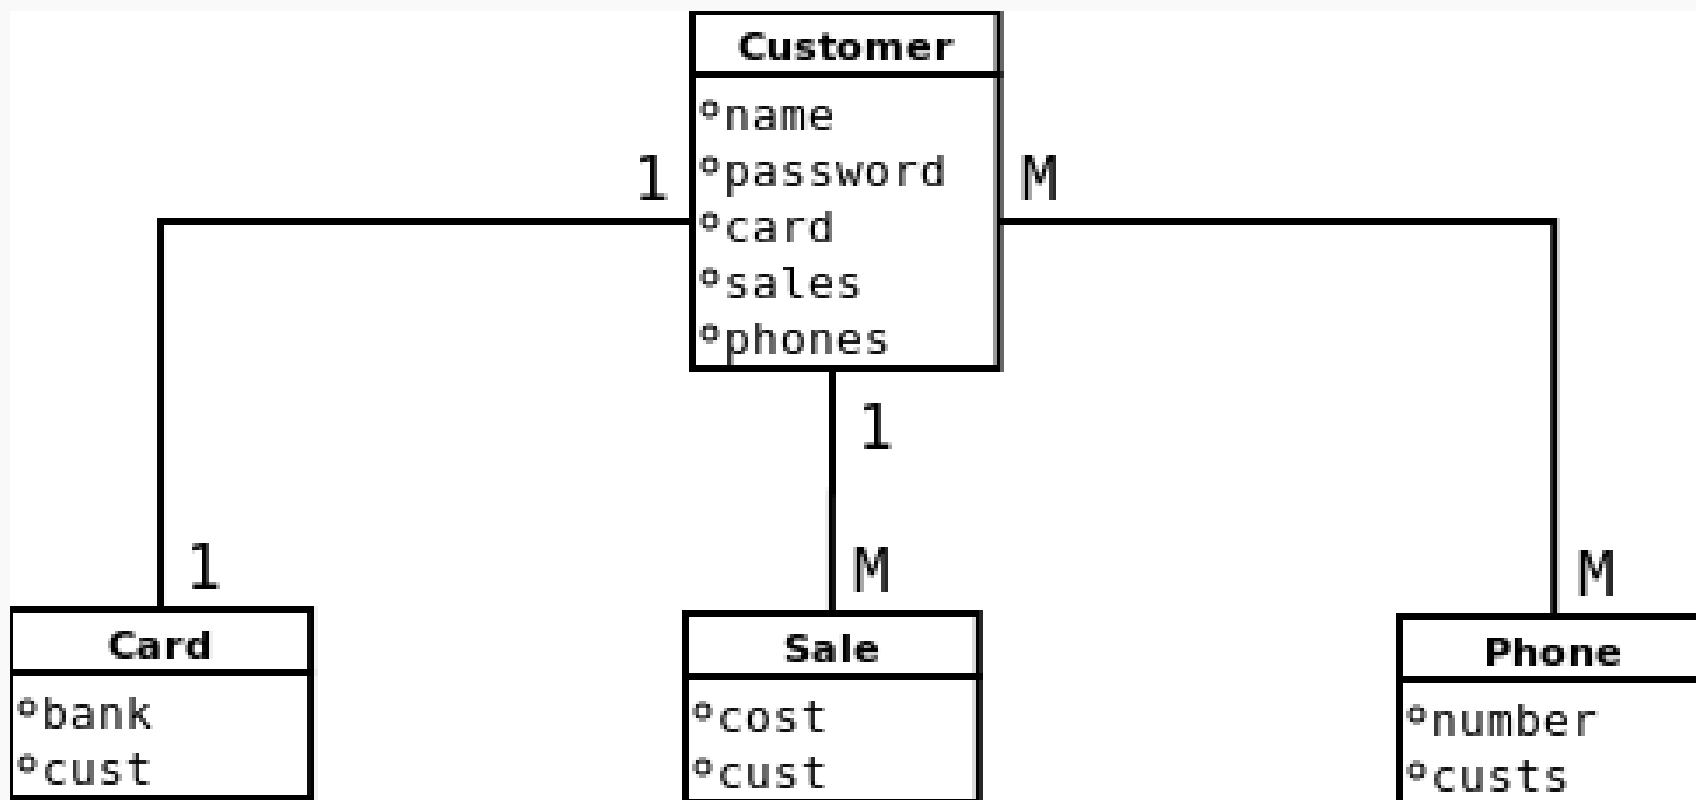 Customer
name
password
card
sales
phones
1
M
1
1
M
M
Card
bank
cust
Sale
cost
cust
Phone
number
custs